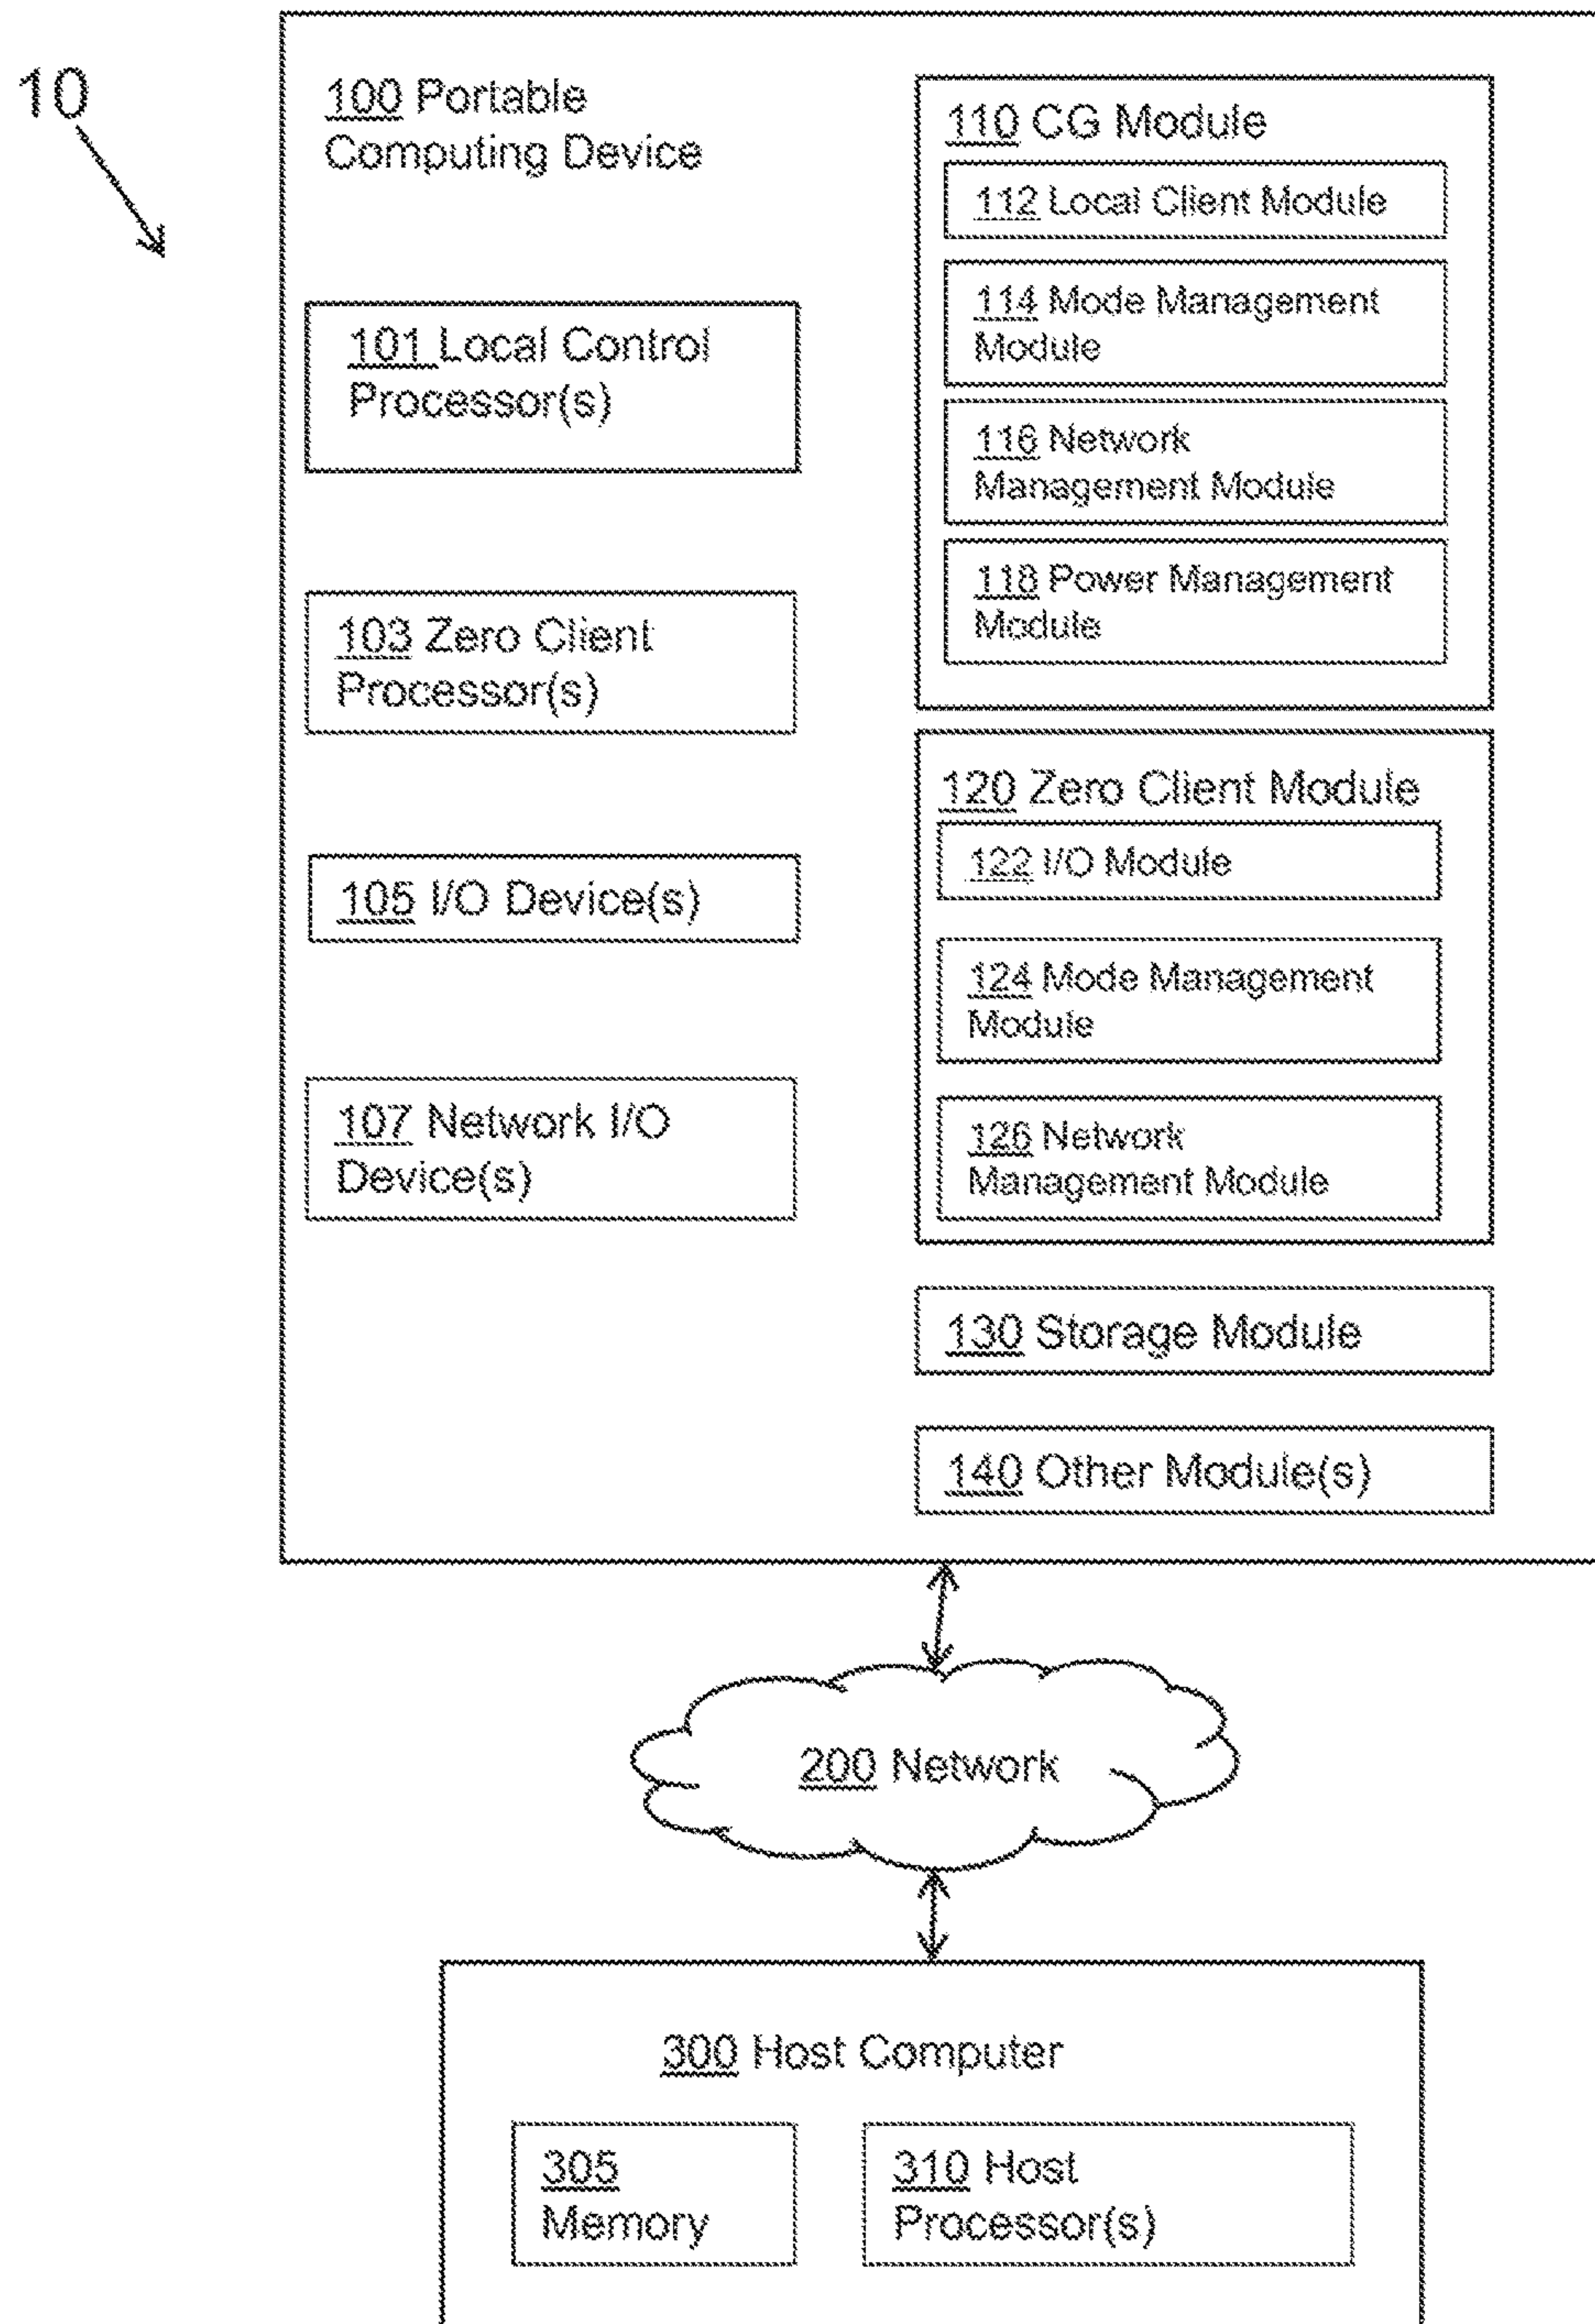 10
100 Portable
Computing Device
101 Local Control
Processor(s)
103 Zero Client
Processor(s)
105 I/O Device(s)
107 Network I/O
Device(s)
110 CG Module
112 Local Client Module
114 Mode Management
Module
116 Network
Management Module
118 Power Management
Module
120 Zero Client Module
122 I/O Module
124 Mode Management
Module
126 Network
Management Module
130 Storage Module
140 Other Module(s)
200 Network
300 Host Computer
305
Memory
310 Host
Processor(s)